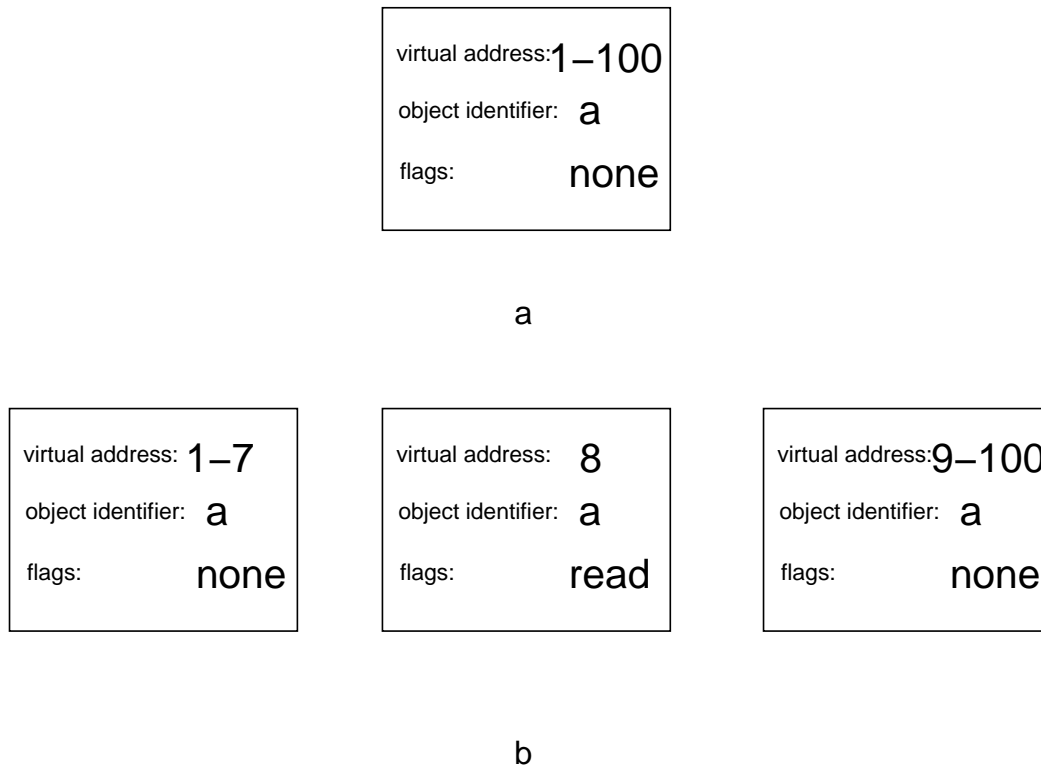 virtual address: 1–100
object identifier: a
flags: none
a
virtual address: 1–7
object identifier: a
flags: none
virtual address: 8
object identifier: a
flags: read
virtual address: 9–100
object identifier: a
flags: none
b